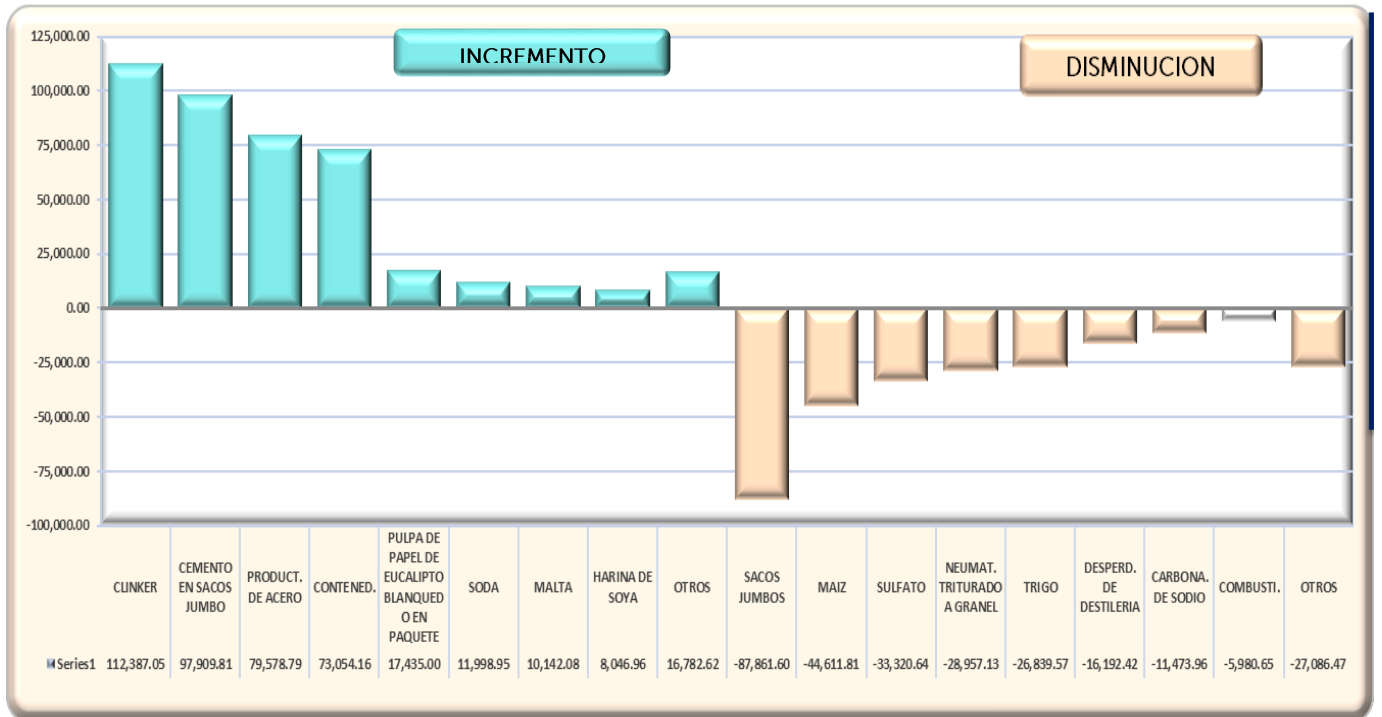 INCREMENTO
DISMINUCION
125,000.00
100,000.00
75,000.00
50,000.00
25,000.00
0.00
-25,000.00
-50,000.00
-75,000.00
-100,000.00
CLINKER
CEMENTO
EN SACOS
JUMBO
PRODUCT.
DE ACERO
CONTENED.
PULPA DE
PAPEL DE
EUCALIPTO
BLANQUED
O EN
PAQUETE
SODA
MALTA
HARINA DE
SOYA
OTROS
SACOS
JUMBOS
MAIZ
SULFATO
NEUMAT.
TRITURADO
A GRANEL
TRIGO
DESPERD.
DE
DESTILERIA
CARBONA.
DE SODIO
COMBUSTI.
OTROS
Series1 112,387.05 97,909.81 79,578.79 73,054.16 17,435.00 11,998.95 10,142.08 8,046.96 16,782.62 -87,861.60 -44,611.81 -33,320.64 -28,957.13 -26,839.57 -16,192.42 -11,473.96 -5,980.65 -27,086.47